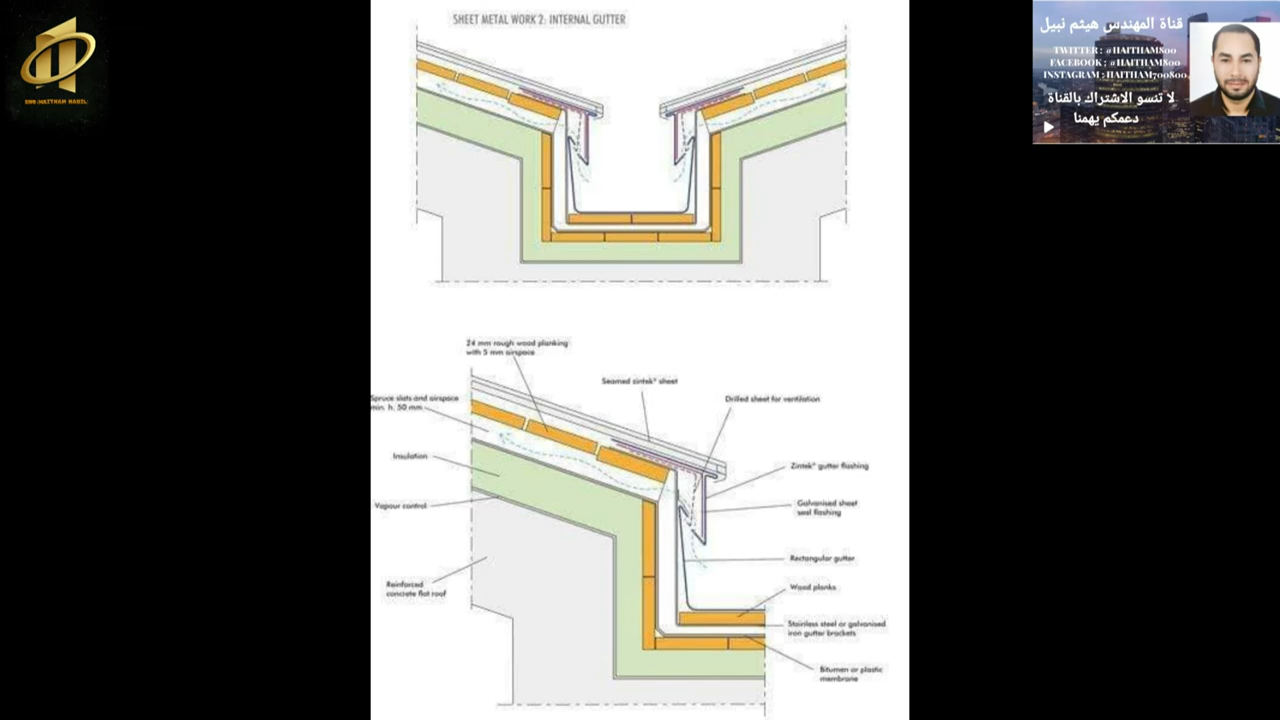 SHEET METAL WORK 2: INTERNAL GUTTER
ENG:HAITHAM NABIL
قناة المهندس هيثم نبيل
TWITTER : @HAITHAM800
FACEBOOK : @HAITHAM800
INSTAGRAM : HAITHAM700800
لا تنسو الاشتراك بالقناة
دعمكم يهمنا
24 mm rough wood planking
with 5 mm airspace
Seamed zintek® sheet
Spruce slats and airspace
min. h. 50 mm
Drilled sheet for ventilation
Insulation
Zintek® gutter flashing
Vapour control
Galvanised sheet
seal flashing
Rectangular gutter
Reinforced
concrete flat roof
Wood planks
Stainless steel or galvanised
iron gutter brackets
Bitumen or plastic
membrane